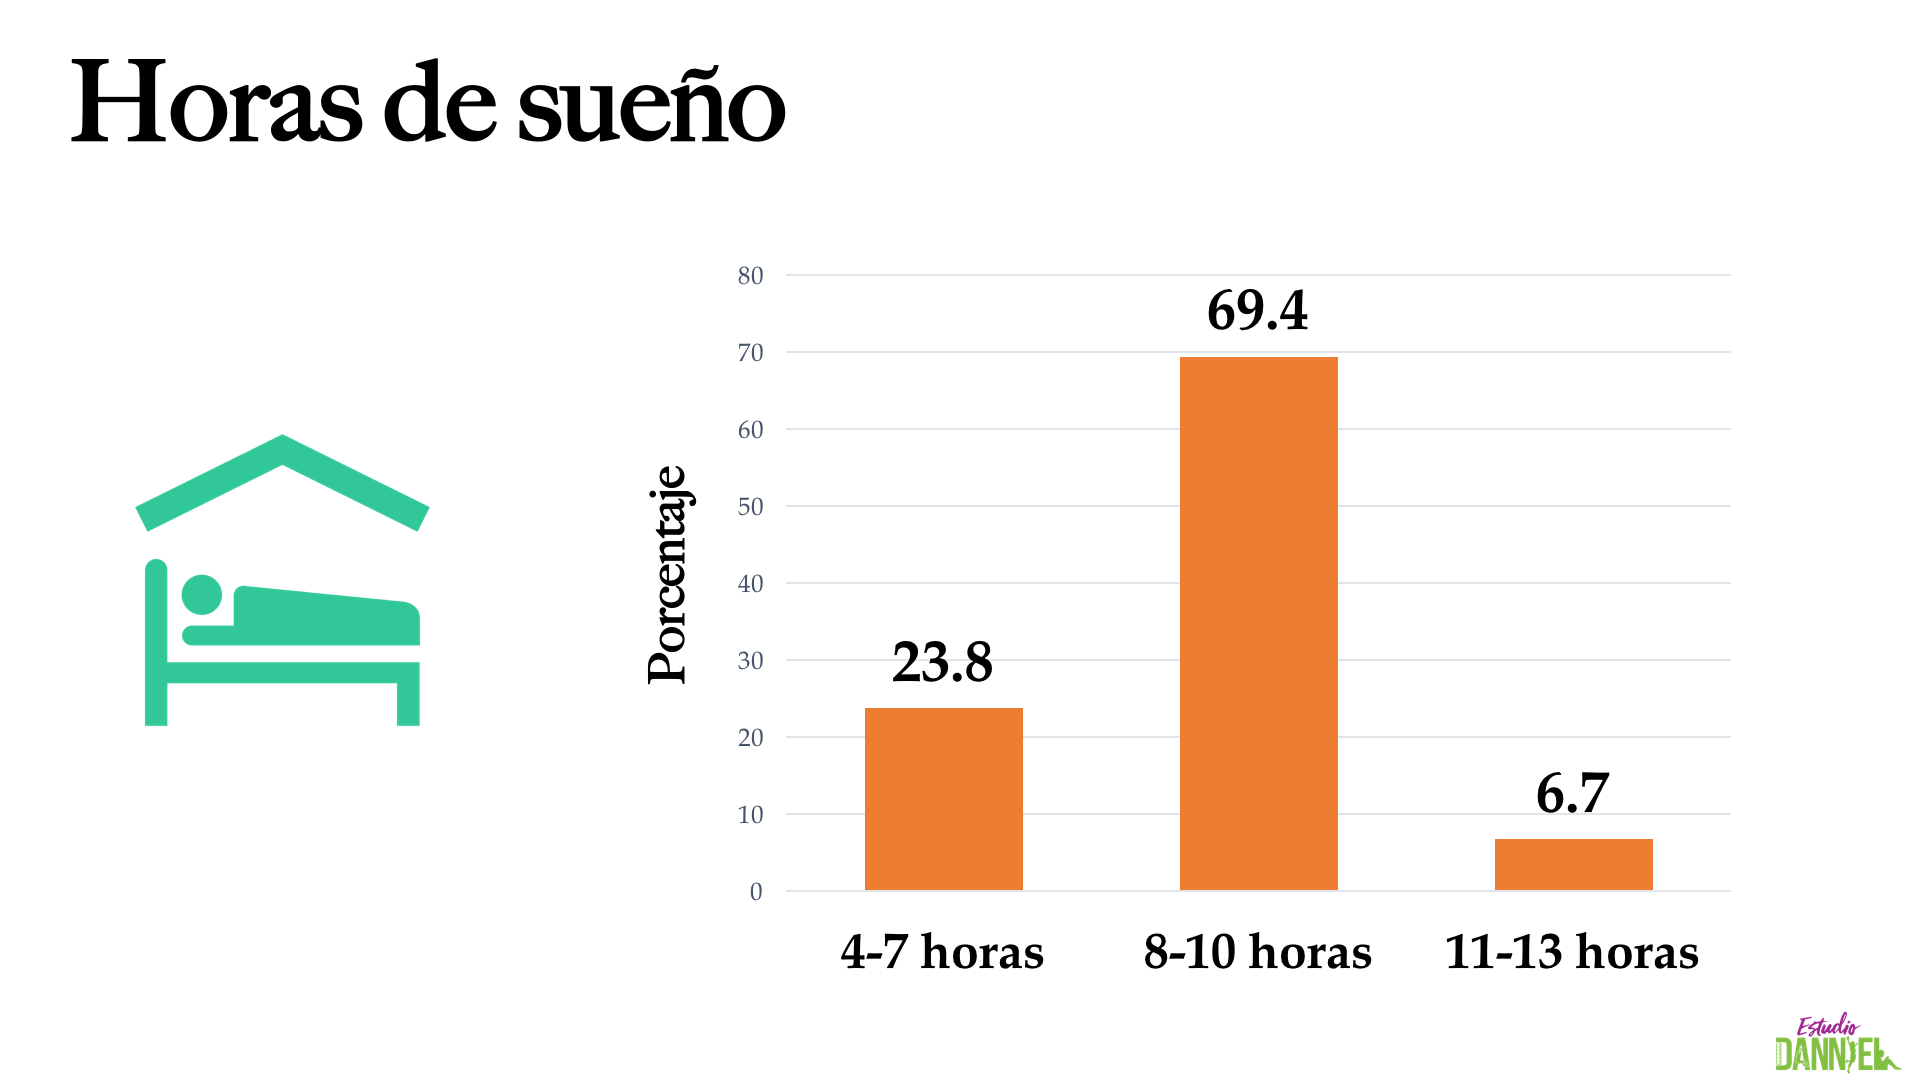 Horas de sueño
Porcentaje
80
70
60
50
40
30
20
10
0
69.4
23.8
6.7
4-7 horas
8-10 horas
11-13 horas
Estudio
DANNIEL